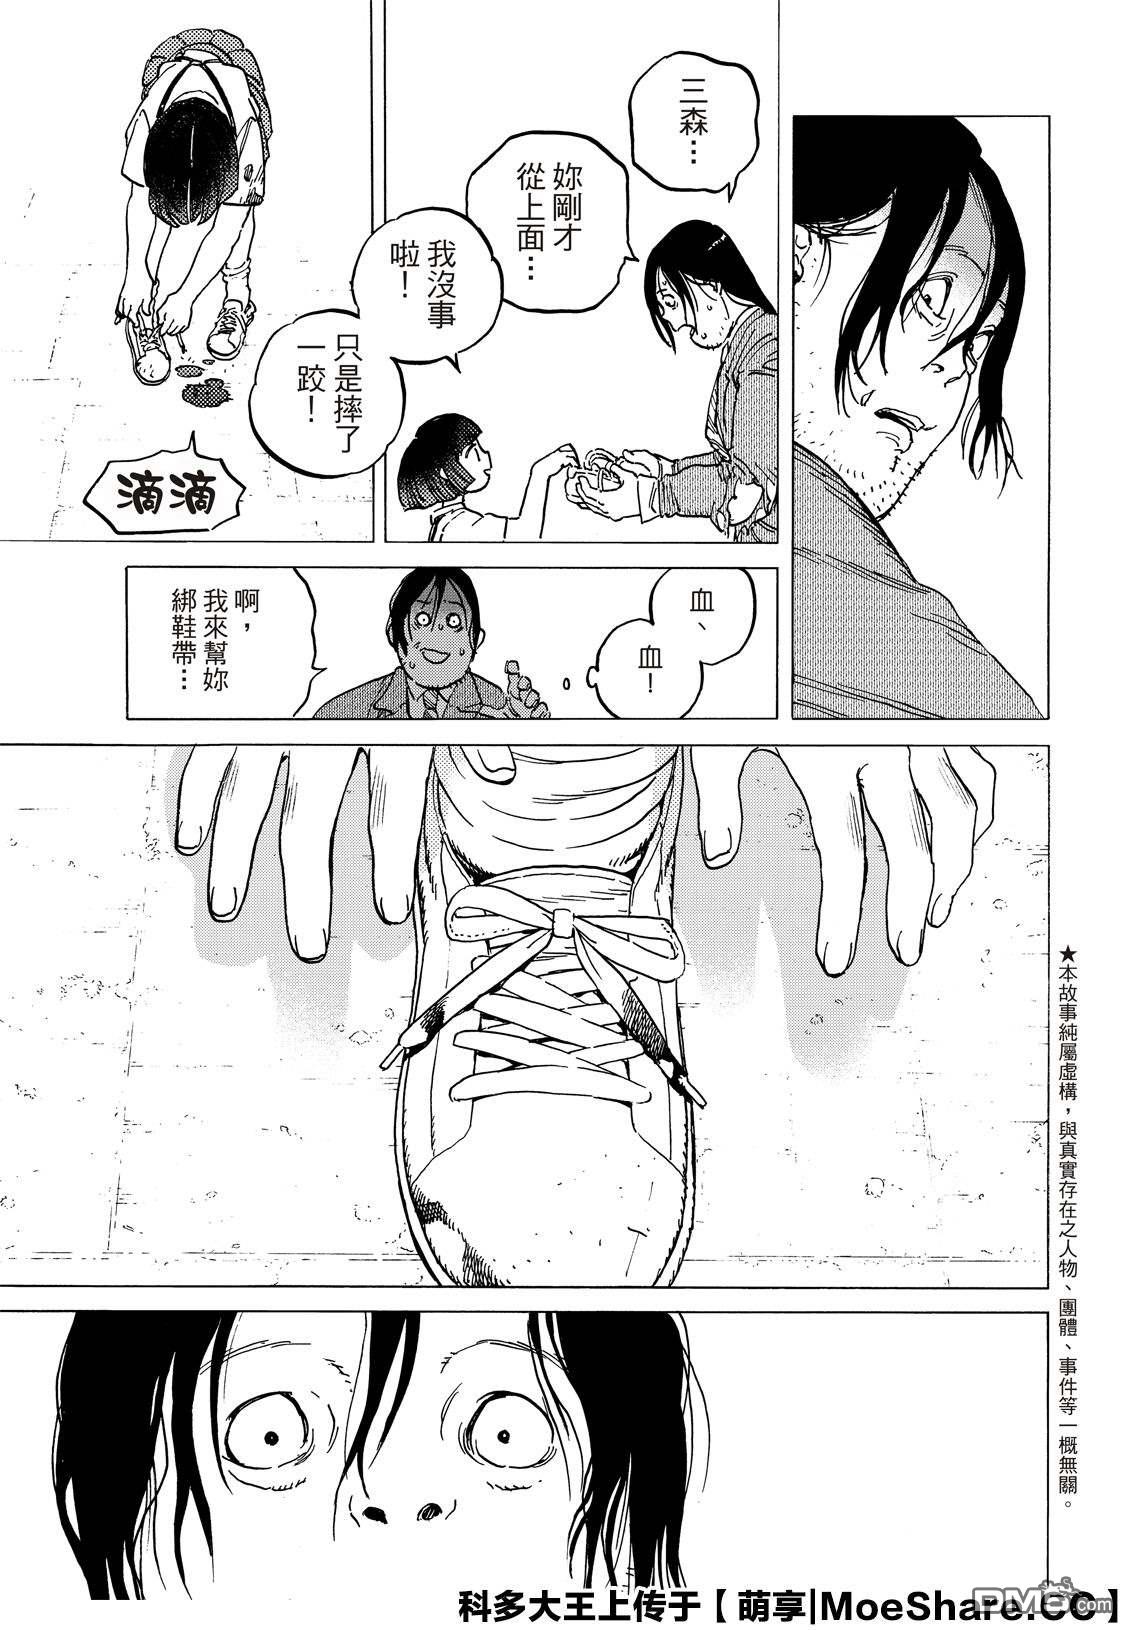 三森…
妳剛才
從上面…
我沒事
啦！
只是摔了
一跤！
滴滴
血、
血！
啊，
我來幫妳
綁鞋帶…
★本故事純屬虛構，與真實存在之人物、團體、事件等一概無關。
科多大王上传于【萌享|MoeShare.CC】